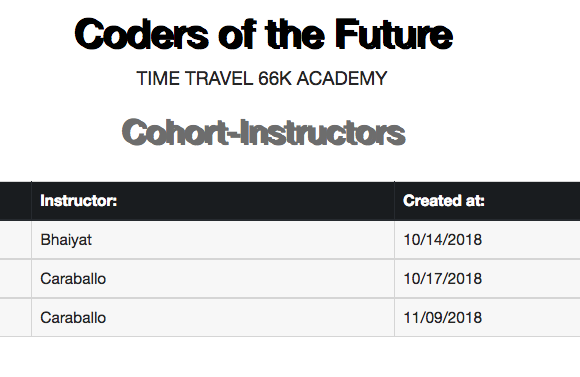 Coders of the Future
TIME TRAVEL 66K ACADEMY
Cohort-Instructors
Instructor: Created at:
Bhaiyat 10/14/2018
Caraballo 10/17/2018
Caraballo 11/09/2018